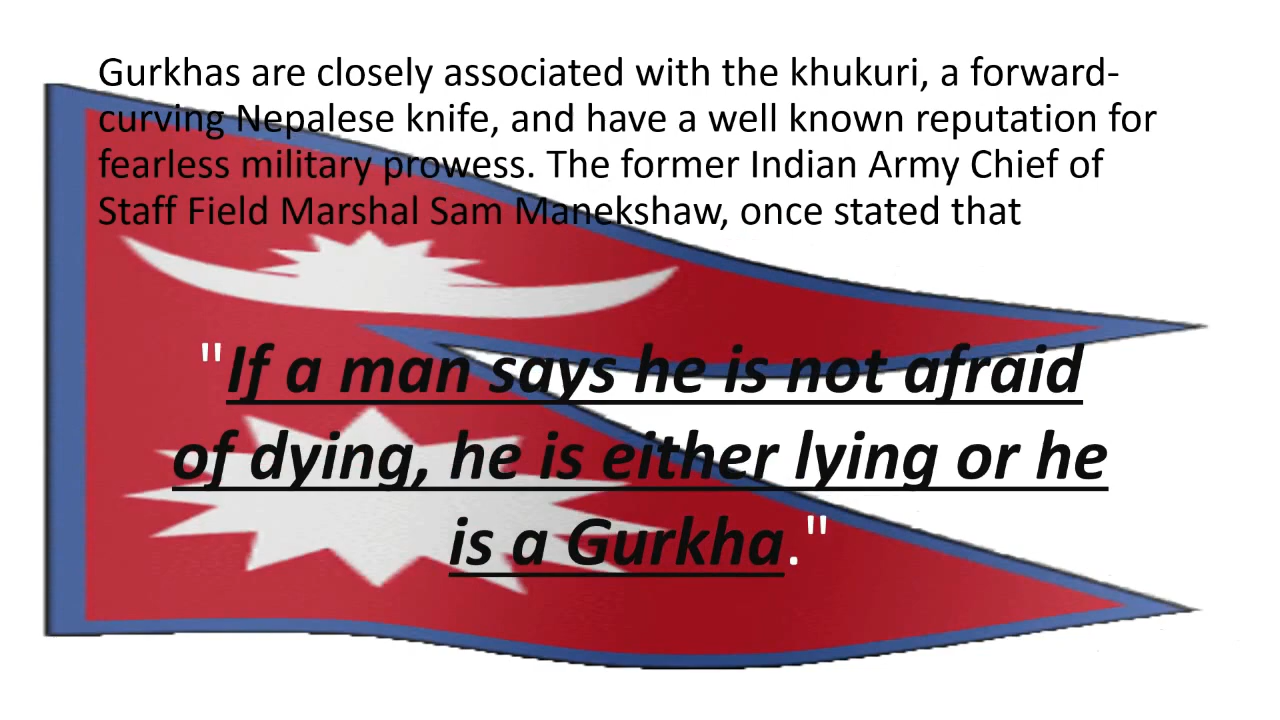 Gurkhas are closely associated with the khukuri, a forward-
curving Nepalese knife, and have a well known reputation for
fearless military prowess. The former Indian Army Chief of
Staff Field Marshal Sam Manekshaw, once stated that
"If a man says he is not afraid
of dying, he is either lying or he
is a Gurkha."